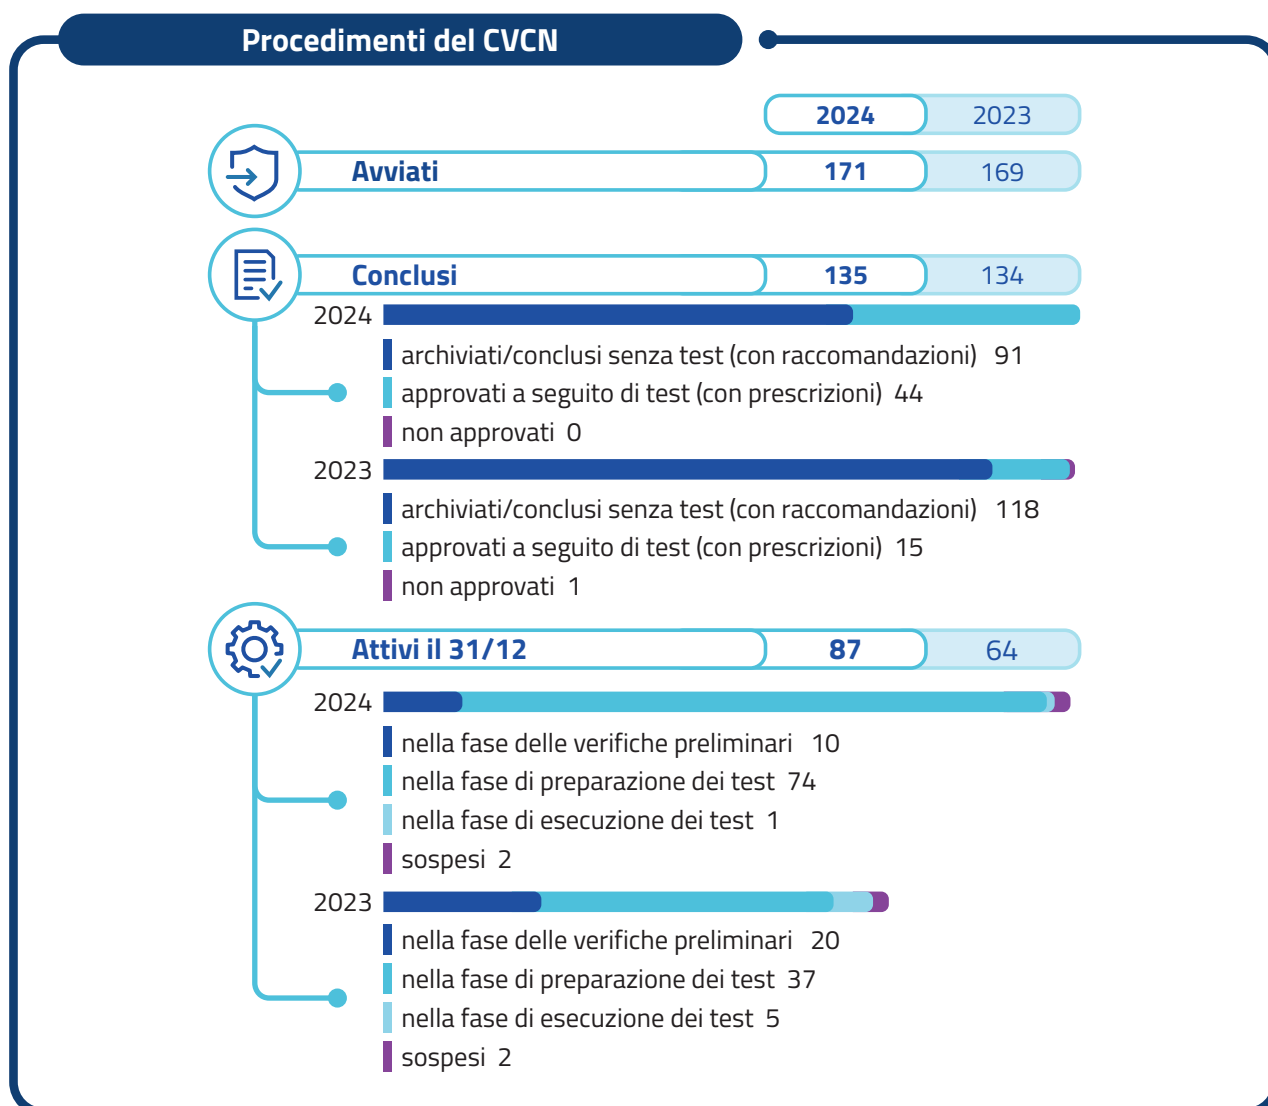 Procedimenti del CVCN
2024 2023
Avviati 171 169
Conclusi 135 134
2024
archiviati/conclusi senza test (con raccomandazioni) 91
approvati a seguito di test (con prescrizioni) 44
non approvati 0
2023
archiviati/conclusi senza test (con raccomandazioni) 118
approvati a seguito di test (con prescrizioni) 15
non approvati 1
Attivi il 31/12 87 64
2024
nella fase delle verifiche preliminari 10
nella fase di preparazione dei test 74
nella fase di esecuzione dei test 1
sospesi 2
2023
nella fase delle verifiche preliminari 20
nella fase di preparazione dei test 37
nella fase di esecuzione dei test 5
sospesi 2